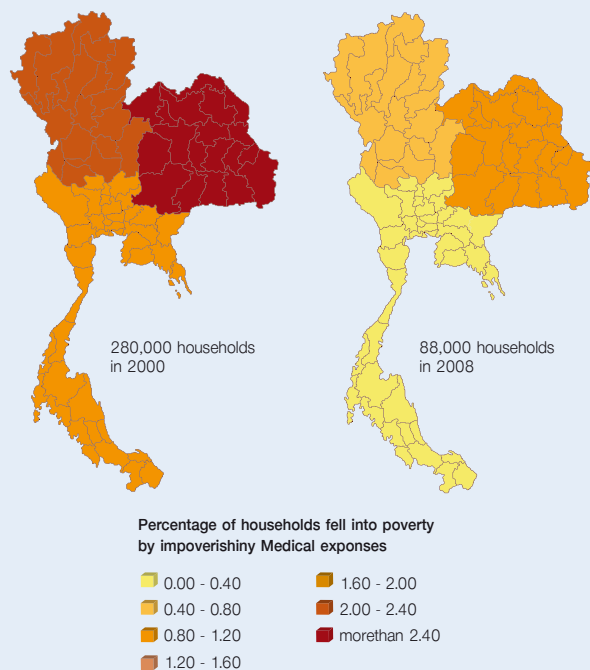 280,000 households
in 2000
88,000 households
in 2008
Percentage of households fell into poverty
by impoverishiny Medical exponses
0.00 - 0.40
0.40 - 0.80
0.80 - 1.20
1.20 - 1.60
1.60 - 2.00
2.00 - 2.40
morethan 2.40